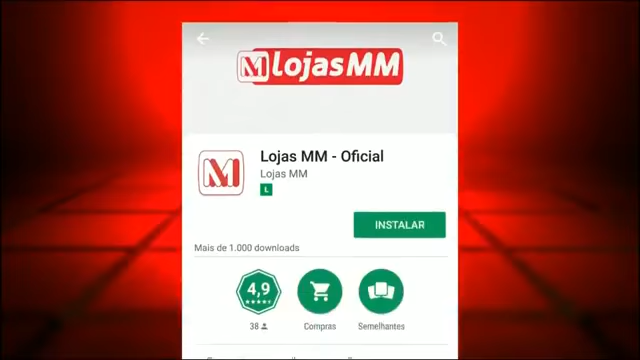 M lojasMM
M
Lojas MM - Oficial
Lojas MM
L
INSTALAR
Mais de 1.000 downloads
4,9
38
Compras
Semelhantes